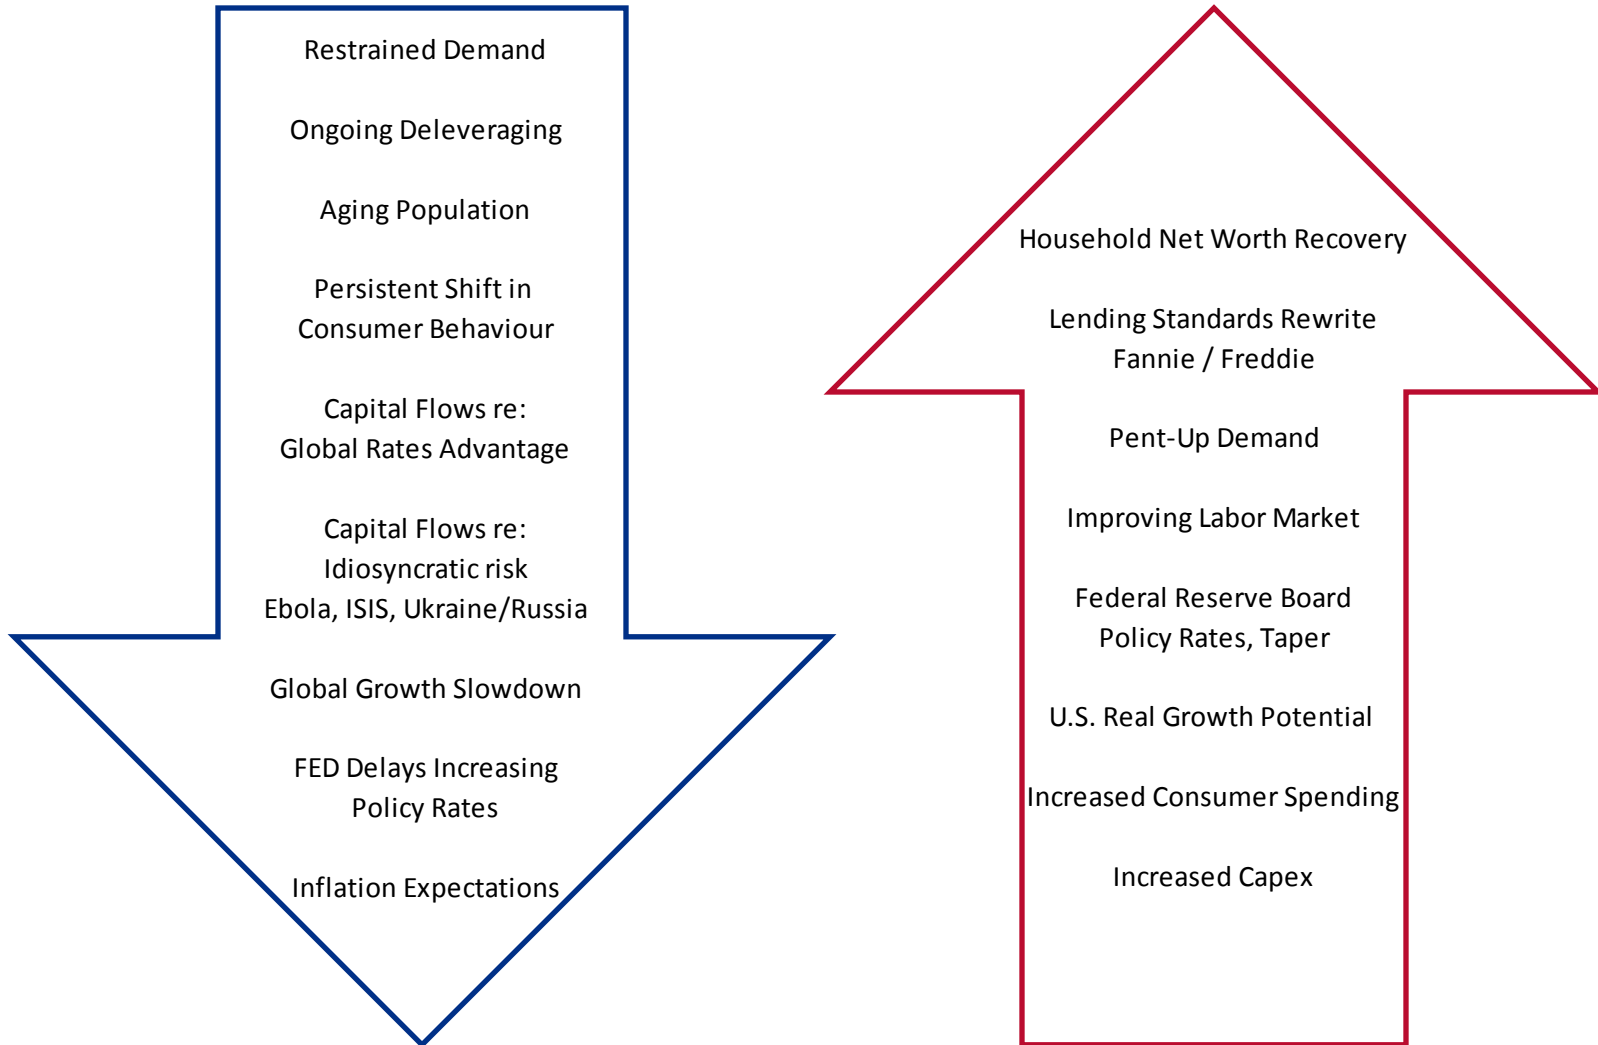 Restrained Demand
Ongoing Deleveraging
Aging Population
Persistent Shift in
Consumer Behaviour
Capital Flows re:
Global Rates Advantage
Capital Flows re:
Idiosyncratic risk
Ebola, ISIS, Ukraine/Russia
Global Growth Slowdown
FED Delays Increasing
Policy Rates
Inflation Expectations
Household Net Worth Recovery
Lending Standards Rewrite
Fannie / Freddie
Pent-Up Demand
Improving Labor Market
Federal Reserve Board
Policy Rates, Taper
U.S. Real Growth Potential
Increased Consumer Spending
Increased Capex